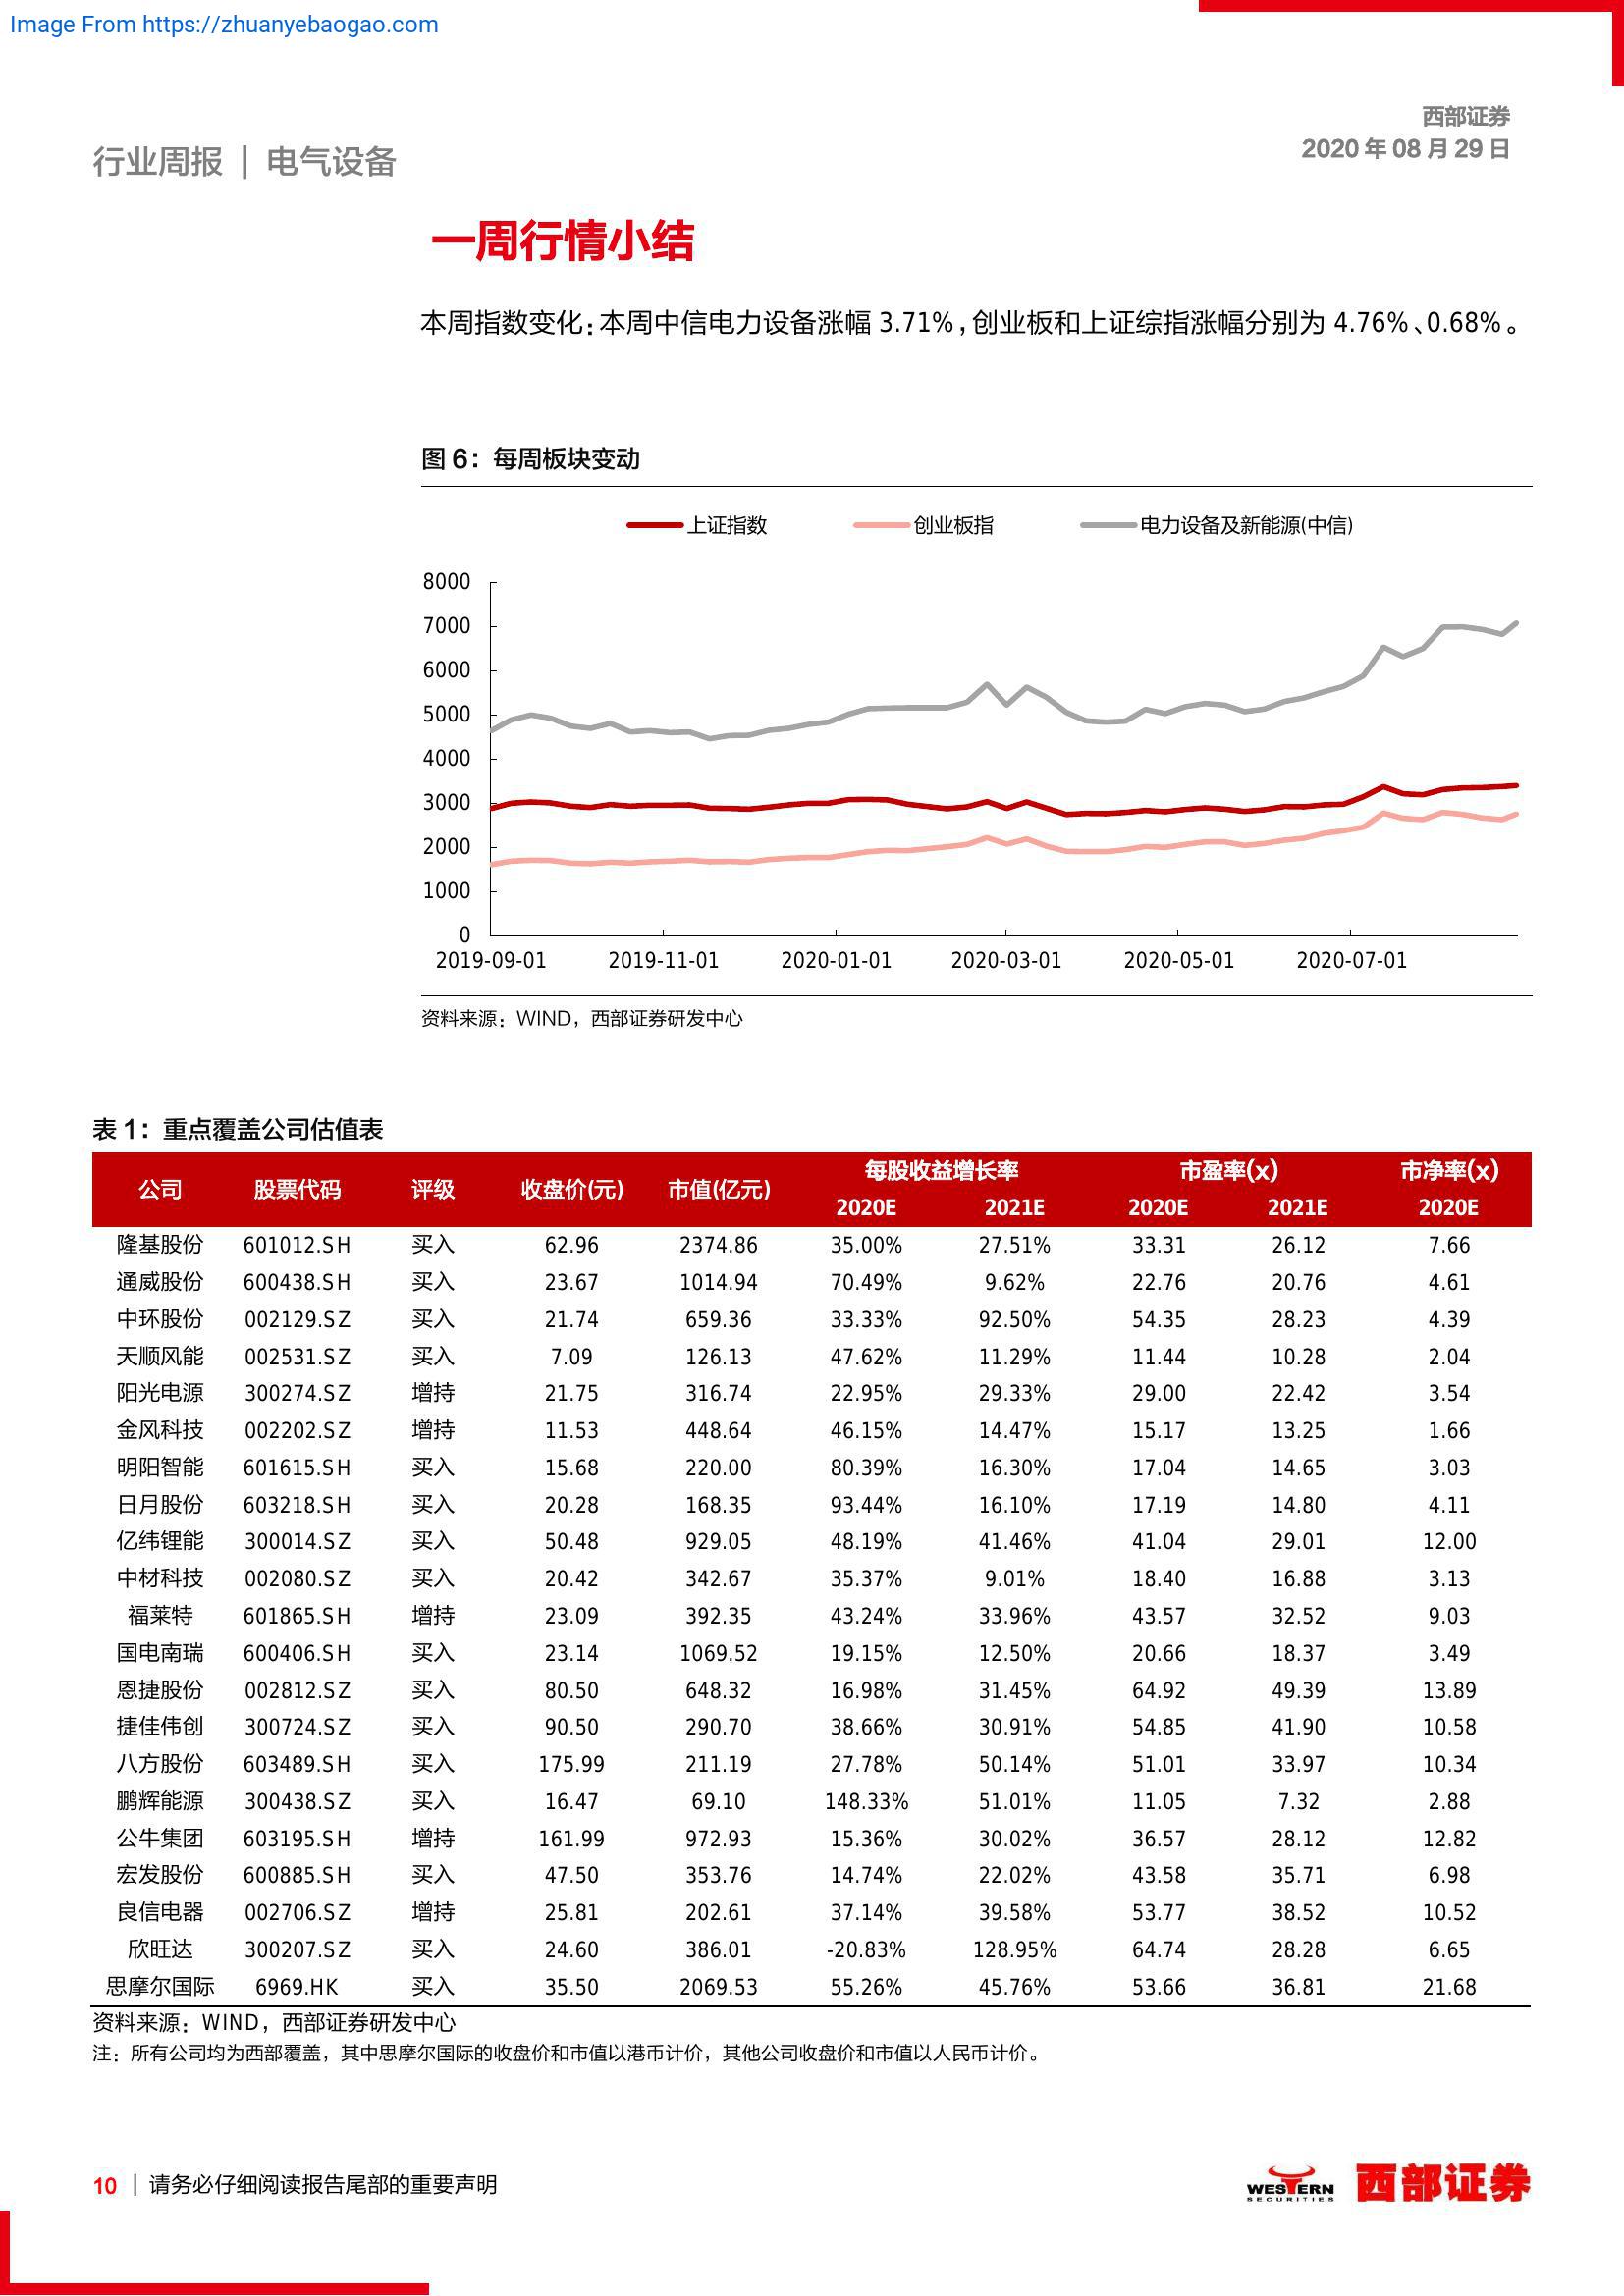 Image From https://zhuanyebaogao.com
西部证券
2020 年 08 月 29 日
行业周报 | 电气设备
一周行情小结
本周指数变化：本周中信电力设备涨幅 3.71%，创业板和上证综指涨幅分别为 4.76%、0.68%。
图 6：每周板块变动
上证指数 创业板指 电力设备及新能源(中信)
8000
7000
6000
5000
4000
3000
2000
1000
0
2019-09-01 2019-11-01 2020-01-01 2020-03-01 2020-05-01 2020-07-01
资料来源：WIND，西部证券研发中心
表 1：重点覆盖公司估值表
公司 股票代码 评级 收盘价(元) 市值(亿元) 每股收益增长率 市盈率(x) 市净率(x)
2020E 2021E 2020E 2021E 2020E
隆基股份 601012.SH 买入 62.96 2374.86 35.00% 27.51% 33.31 26.12 7.66
通威股份 600438.SH 买入 23.67 1014.94 70.49% 9.62% 22.76 20.76 4.61
中环股份 002129.SZ 买入 21.74 659.36 33.33% 92.50% 54.35 28.23 4.39
天顺风能 002531.SZ 买入 7.09 126.13 47.62% 11.29% 11.44 10.28 2.04
阳光电源 300274.SZ 增持 21.75 316.74 22.95% 29.33% 29.00 22.42 3.54
金风科技 002202.SZ 增持 11.53 448.64 46.15% 14.47% 15.17 13.25 1.66
明阳智能 601615.SH 买入 15.68 220.00 80.39% 16.30% 17.04 14.65 3.03
日月股份 603218.SH 买入 20.28 168.35 93.44% 16.10% 17.19 14.80 4.11
亿纬锂能 300014.SZ 买入 50.48 929.05 48.19% 41.46% 41.04 29.01 12.00
中材科技 002080.SZ 买入 20.42 342.67 35.37% 9.01% 18.40 16.88 3.13
福莱特 601865.SH 增持 23.09 392.35 43.24% 33.96% 43.57 32.52 9.03
国电南瑞 600406.SH 买入 23.14 1069.52 19.15% 12.50% 20.66 18.37 3.49
恩捷股份 002812.SZ 买入 80.50 648.32 16.98% 31.45% 64.92 49.39 13.89
捷佳伟创 300724.SZ 买入 90.50 290.70 38.66% 30.91% 54.85 41.90 10.58
八方股份 603489.SH 买入 175.99 211.19 27.78% 50.14% 51.01 33.97 10.34
鹏辉能源 300438.SZ 买入 16.47 69.10 148.33% 51.01% 11.05 7.32 2.88
公牛集团 603195.SH 增持 161.99 972.93 15.36% 30.02% 36.57 28.12 12.82
宏发股份 600885.SH 买入 47.50 353.76 14.74% 22.02% 43.58 35.71 6.98
良信电器 002706.SZ 增持 25.81 202.61 37.14% 39.58% 53.77 38.52 10.52
欣旺达 300207.SZ 买入 24.60 386.01 -20.83% 128.95% 64.74 28.28 6.65
思摩尔国际 6969.HK 买入 35.50 2069.53 55.26% 45.76% 53.66 36.81 21.68
资料来源：WIND，西部证券研发中心
注：所有公司均为西部覆盖，其中思摩尔国际的收盘价和市值以港币计价，其他公司收盘价和市值以人民币计价。
10 | 请务必仔细阅读报告尾部的重要声明
WESTERN
SECURITIES
西部证券